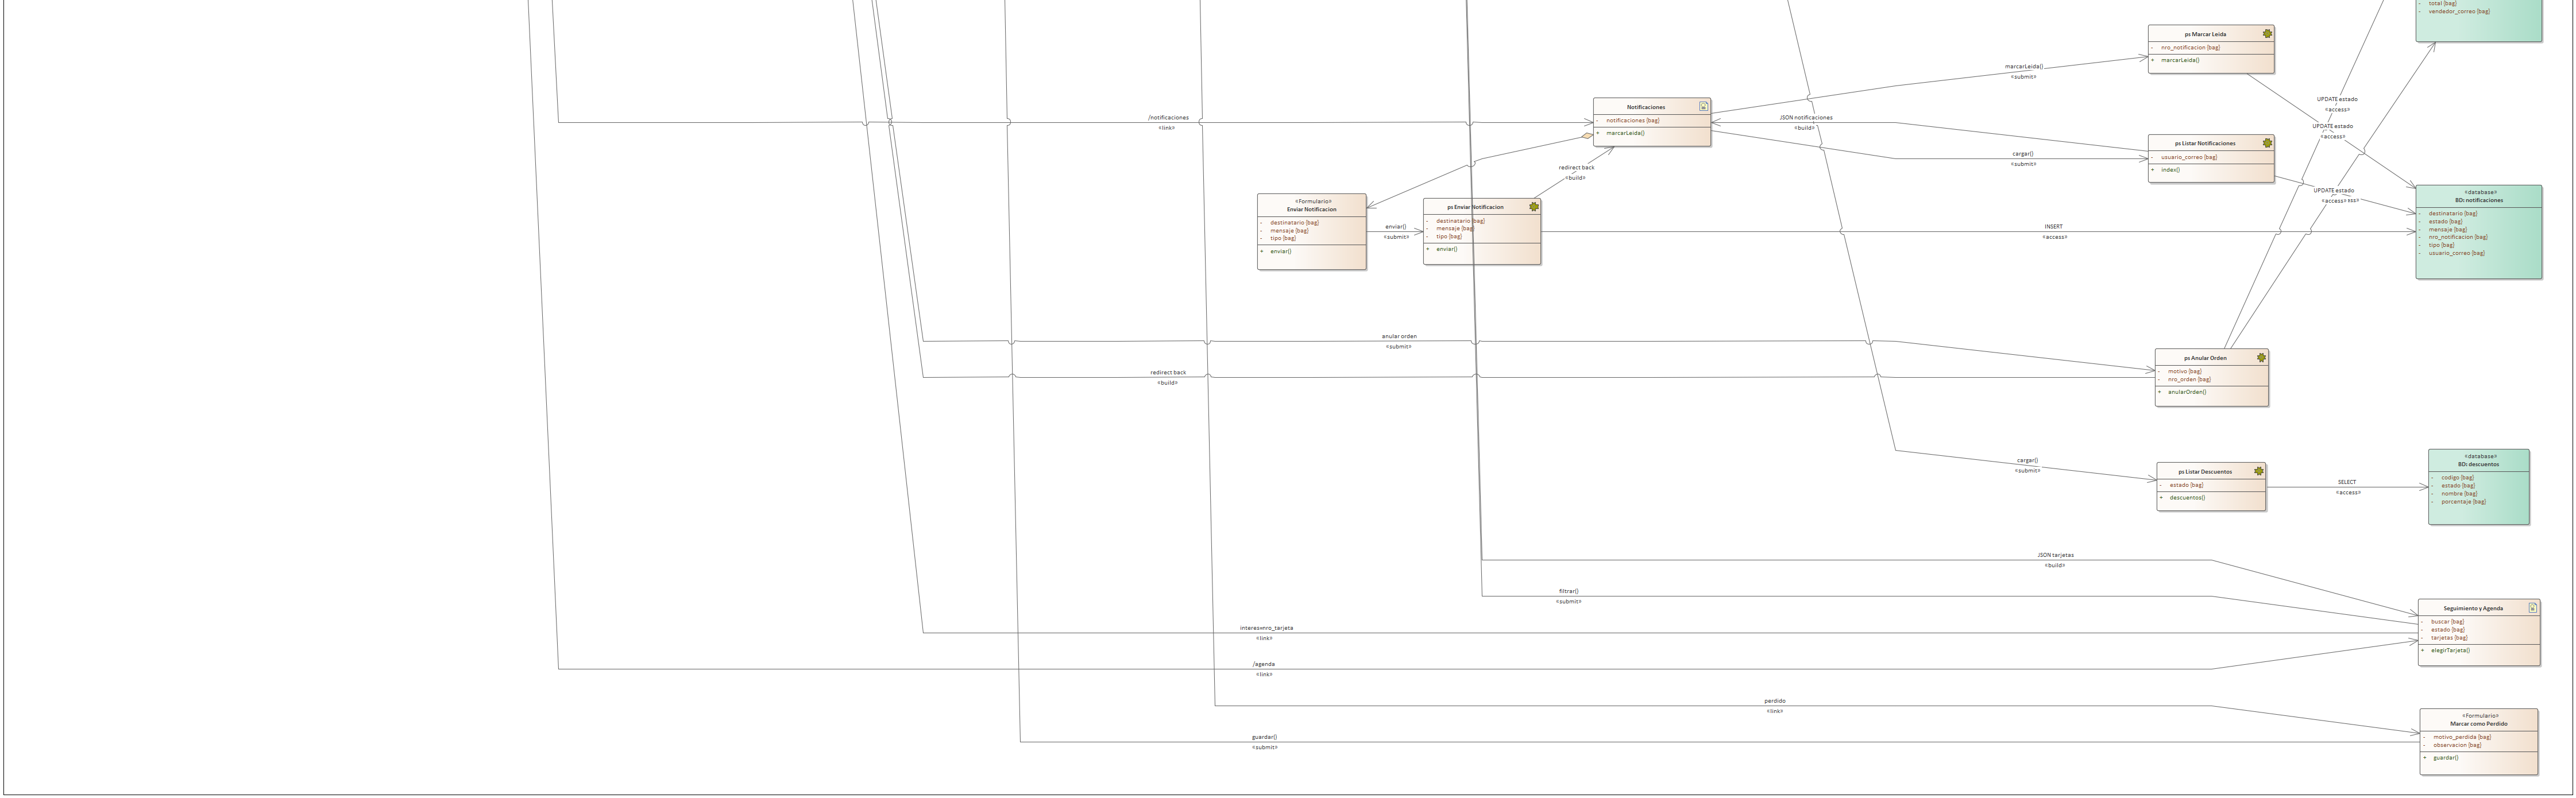 - total {bag}
- vendedor_correo {bag}
ps Marcar Leida
- nro_notificacion {bag}
+ marcarLeida()
marcarLeida()
«submit»
UPDATE estado
«access»
Notificaciones
- notificaciones {bag}
+ marcarLeida()
/notificaciones
«link»
JSON notificaciones
«build»
UPDATE estado
«access»
ps Listar Notificaciones
- usuario_correo {bag}
+ index()
cargar()
«submit»
redirect back
«build»
UPDATE estado
«access»
«database»
BD: notificaciones
- destinatario {bag}
- estado {bag}
- mensaje {bag}
- nro_notificacion {bag}
- tipo {bag}
- usuario_correo {bag}
«Formulario»
Enviar Notificacion
- destinatario {bag}
- mensaje {bag}
- tipo {bag}
+ enviar()
enviar()
«submit»
ps Enviar Notificacion
- destinatario {bag}
- mensaje {bag}
- tipo {bag}
+ enviar()
INSERT
«access»
anular orden
«submit»
redirect back
«build»
ps Anular Orden
- motivo {bag}
- nro_orden {bag}
+ anularOrden()
cargar()
«submit»
ps Listar Descuentos
- estado {bag}
+ descuentos()
SELECT
«access»
«database»
BD: descuentos
- codigo {bag}
- estado {bag}
- nombre {bag}
- porcentaje {bag}
JSON tarjetas
«build»
filtrar()
«submit»
Seguimiento y Agenda
- buscar {bag}
- estado {bag}
- tarjetas {bag}
+ elegirTarjeta()
interes=nro_tarjeta
«link»
/agenda
«link»
perdido
«link»
«Formulario»
Marcar como Perdido
- motivo_perdida {bag}
- observacion {bag}
+ guardar()
guardar()
«submit»